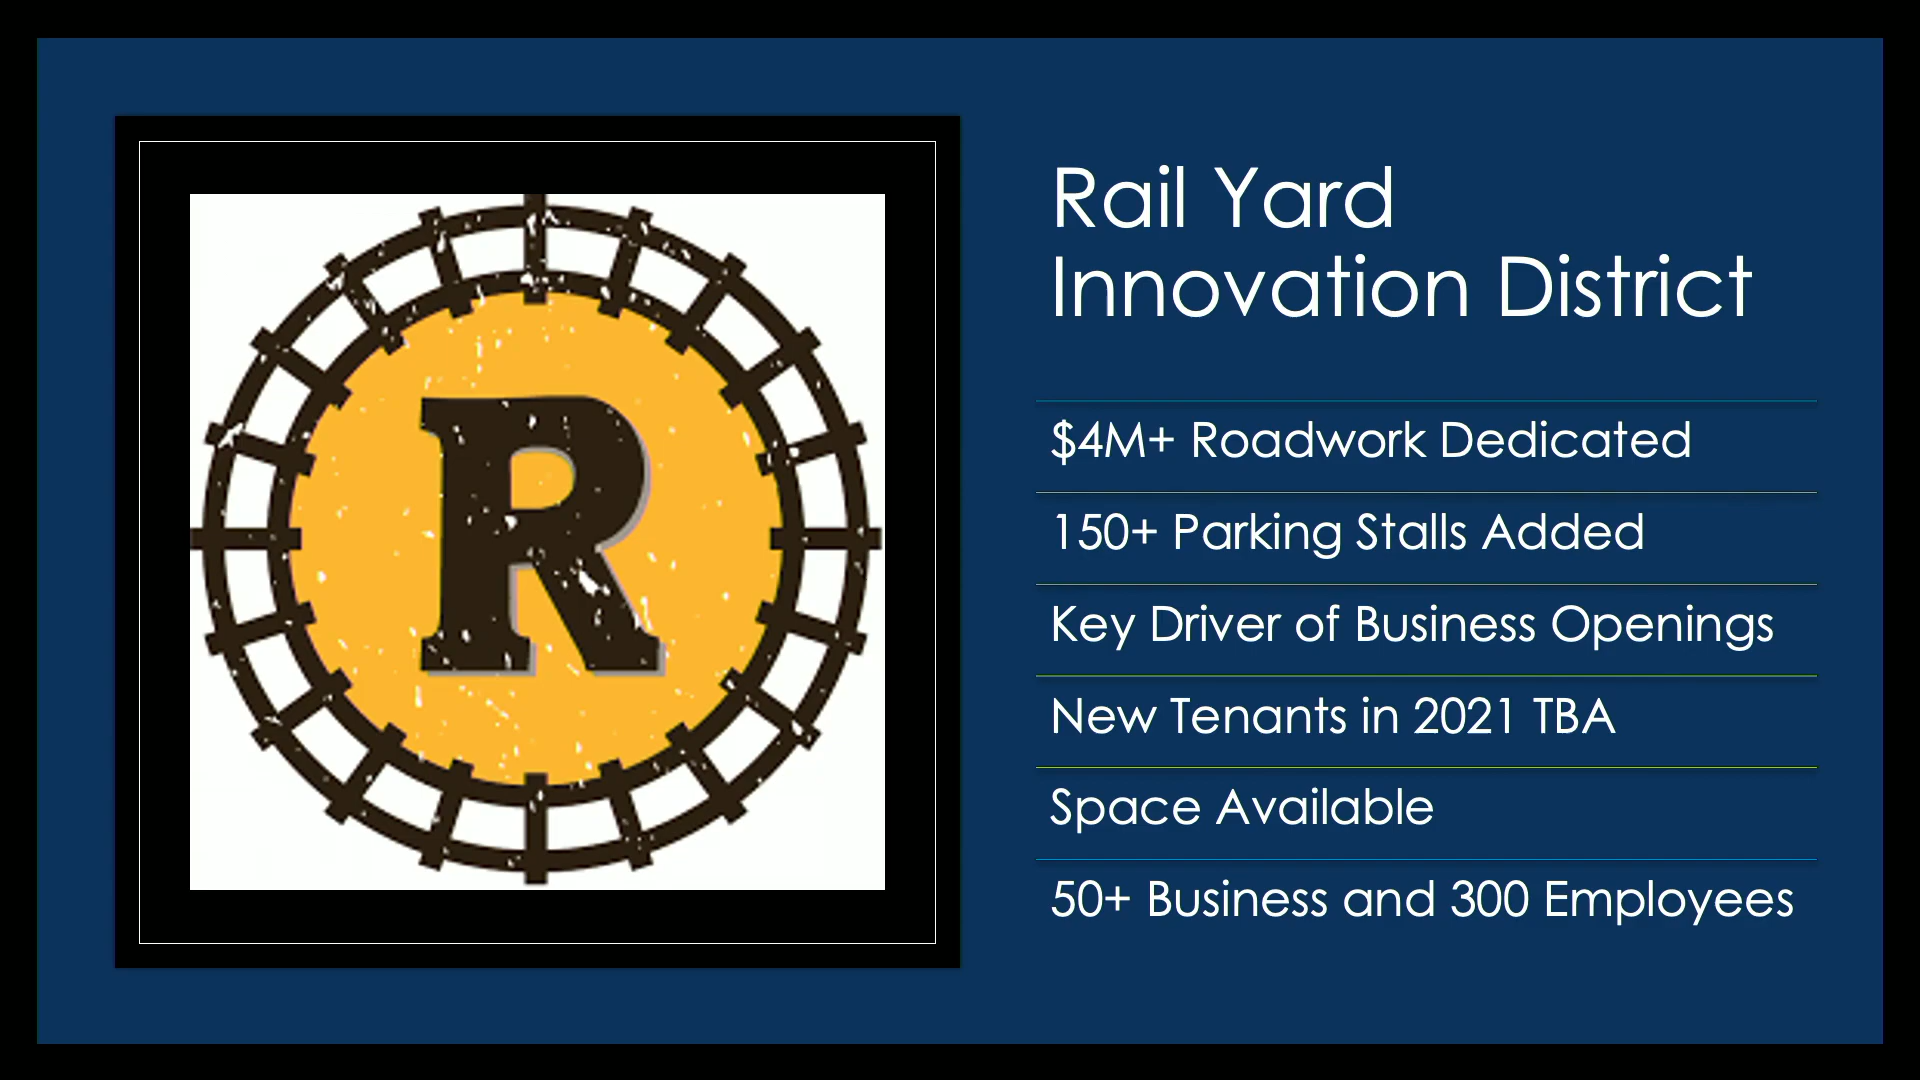 R
Rail Yard
Innovation District
$4M+ Roadwork Dedicated
150+ Parking Stalls Added
Key Driver of Business Openings
New Tenants in 2021 TBA
Space Available
50+ Business and 300 Employees